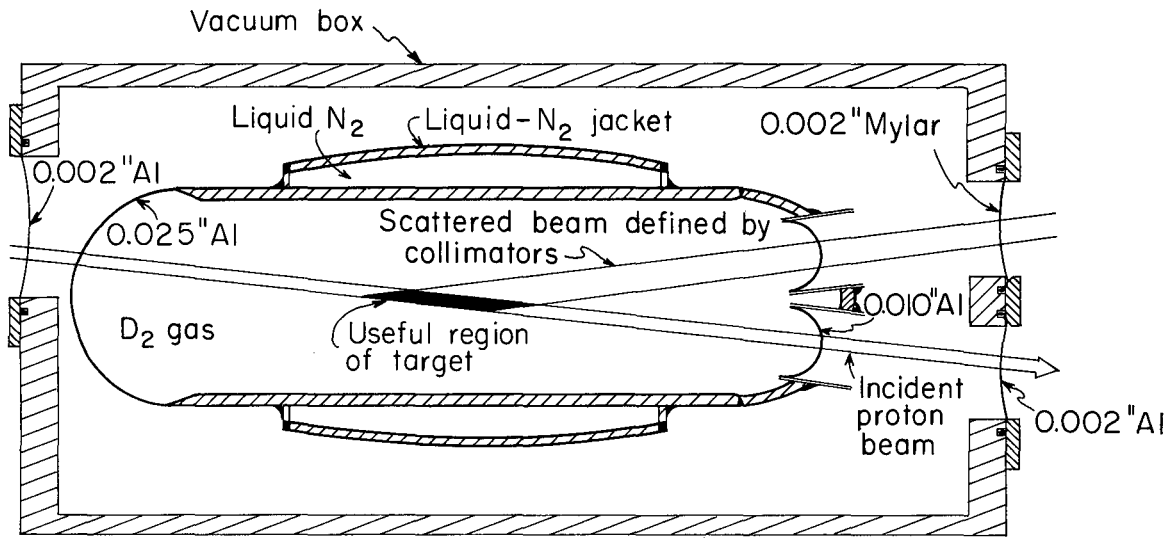 Vacuum box
Liquid N2
Liquid-N2 jacket
0.002"Mylar
0.002"Al
0.025"Al
Scattered beam defined by
collimators
0.010"Al
D2 gas
Useful region
of target
Incident
proton
beam
0.002"Al